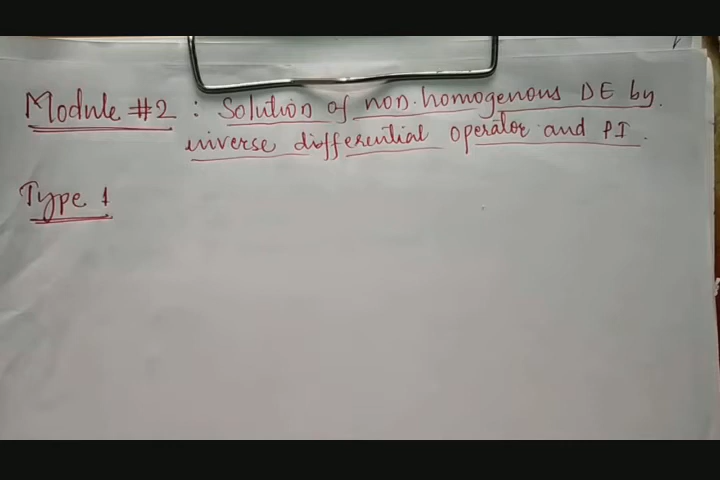 Module #2 : Solution of non-homogenous DE by.
inverse differential operator and PI.
Type 1